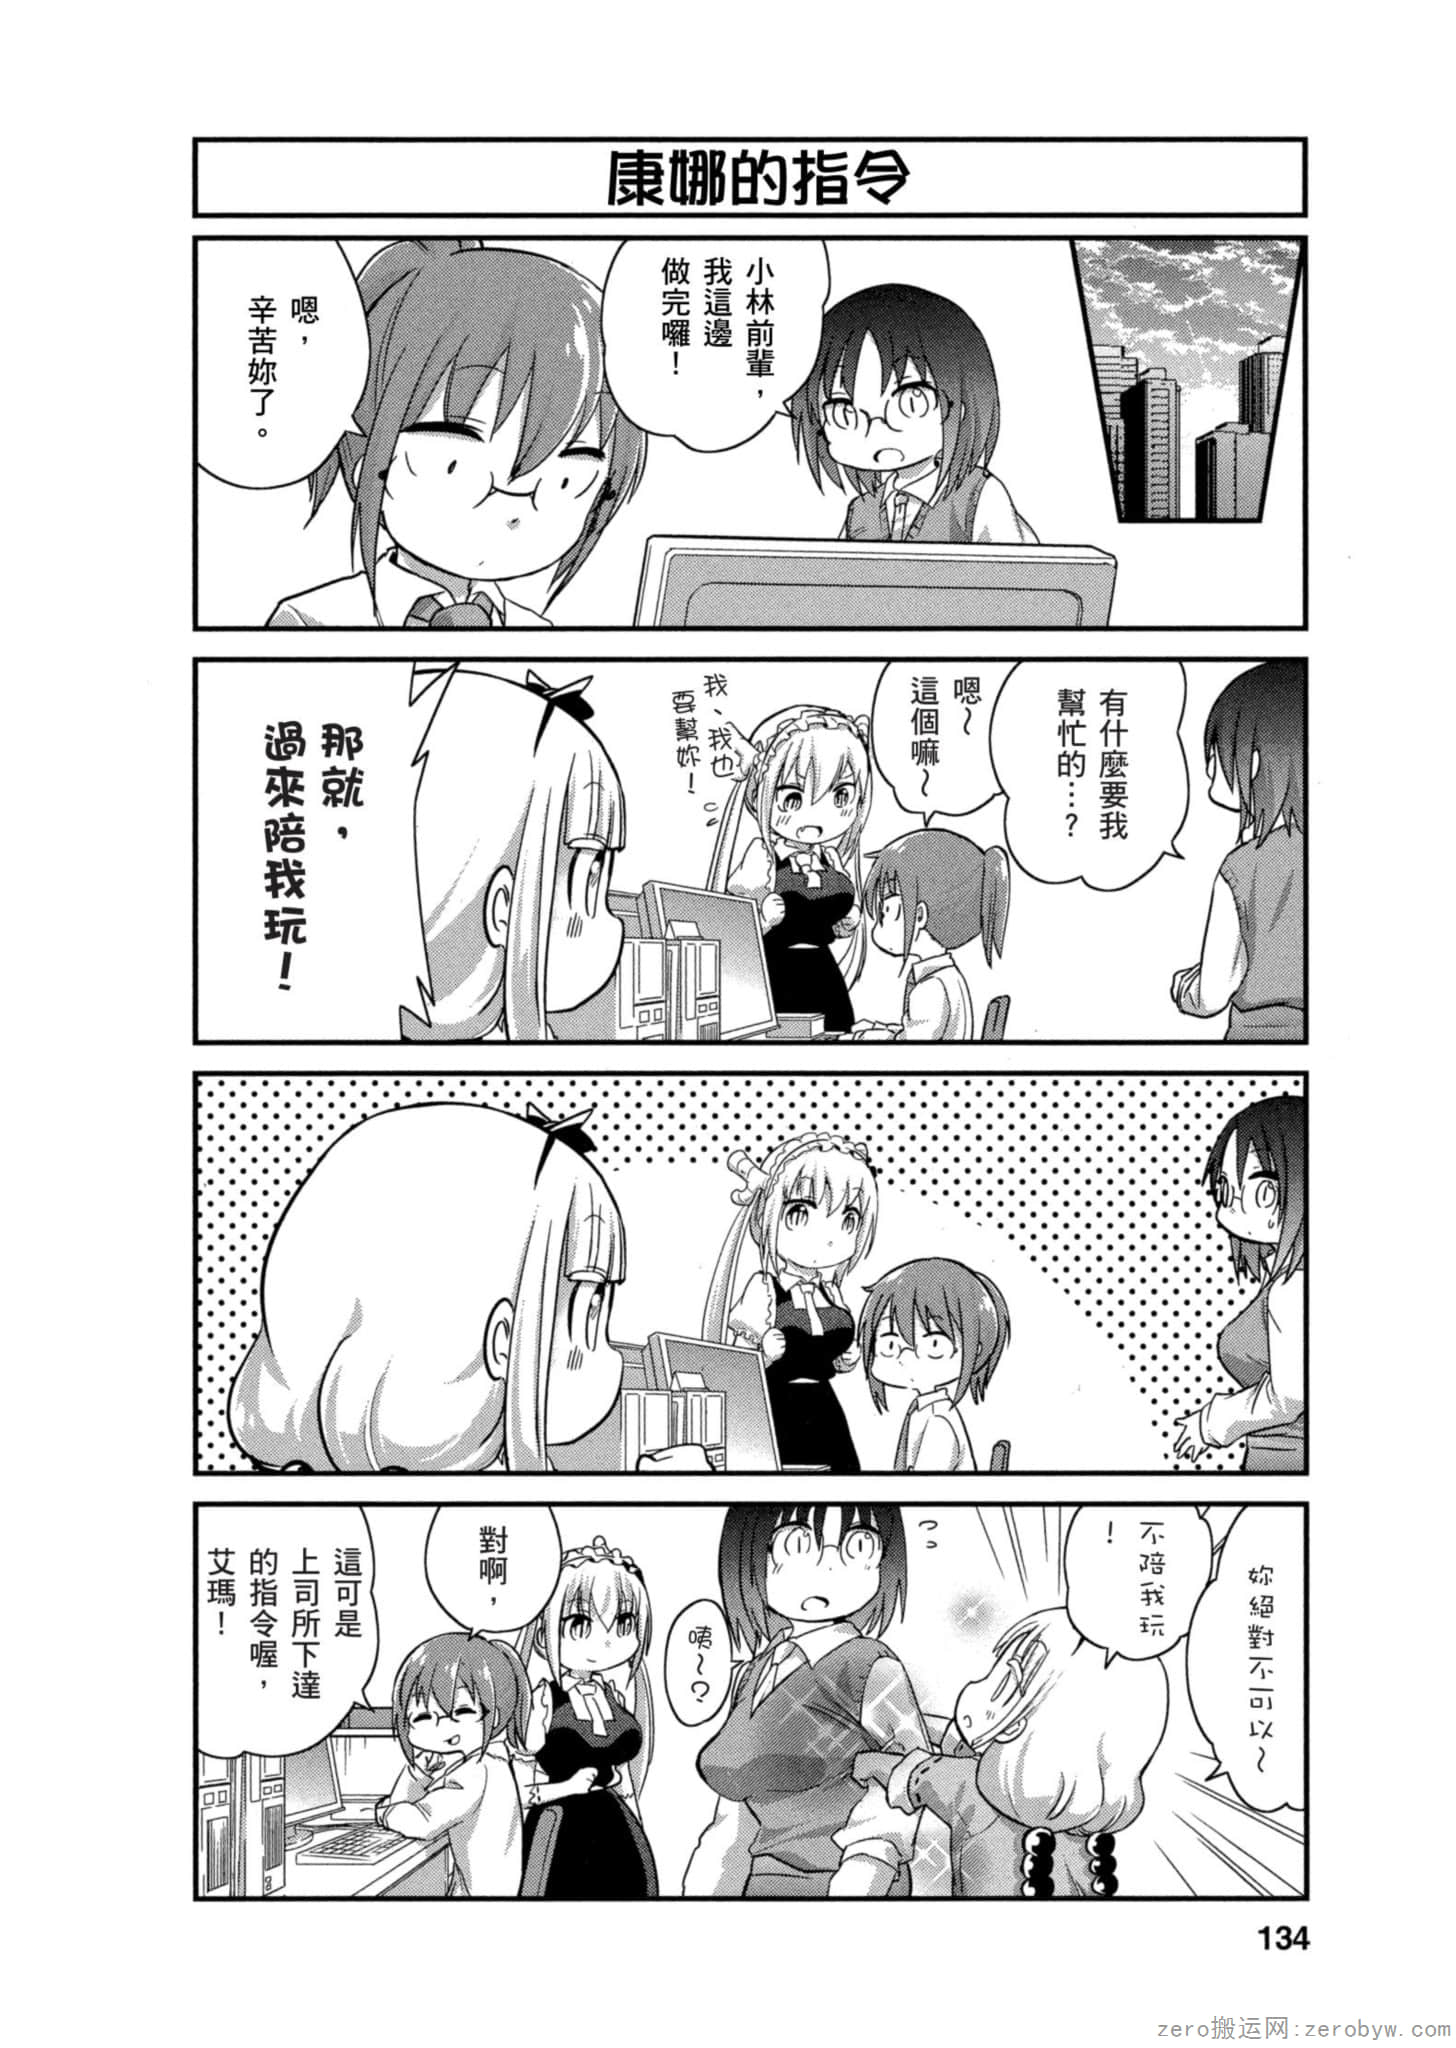 康娜的指令
小林前輩，
我這邊
做完囉！
嗯，
辛苦妳了。
有什麼要我
幫忙的…？
嗯～
這個嘛～
我、我也
要幫妳！
那就，
過來陪我玩！
妳絕對不可以～
不陪我玩
！
咦～？
對啊，
這可是
上司所下達
的指令喔，
艾瑪！
134
zero搬运网:zerobyw.com